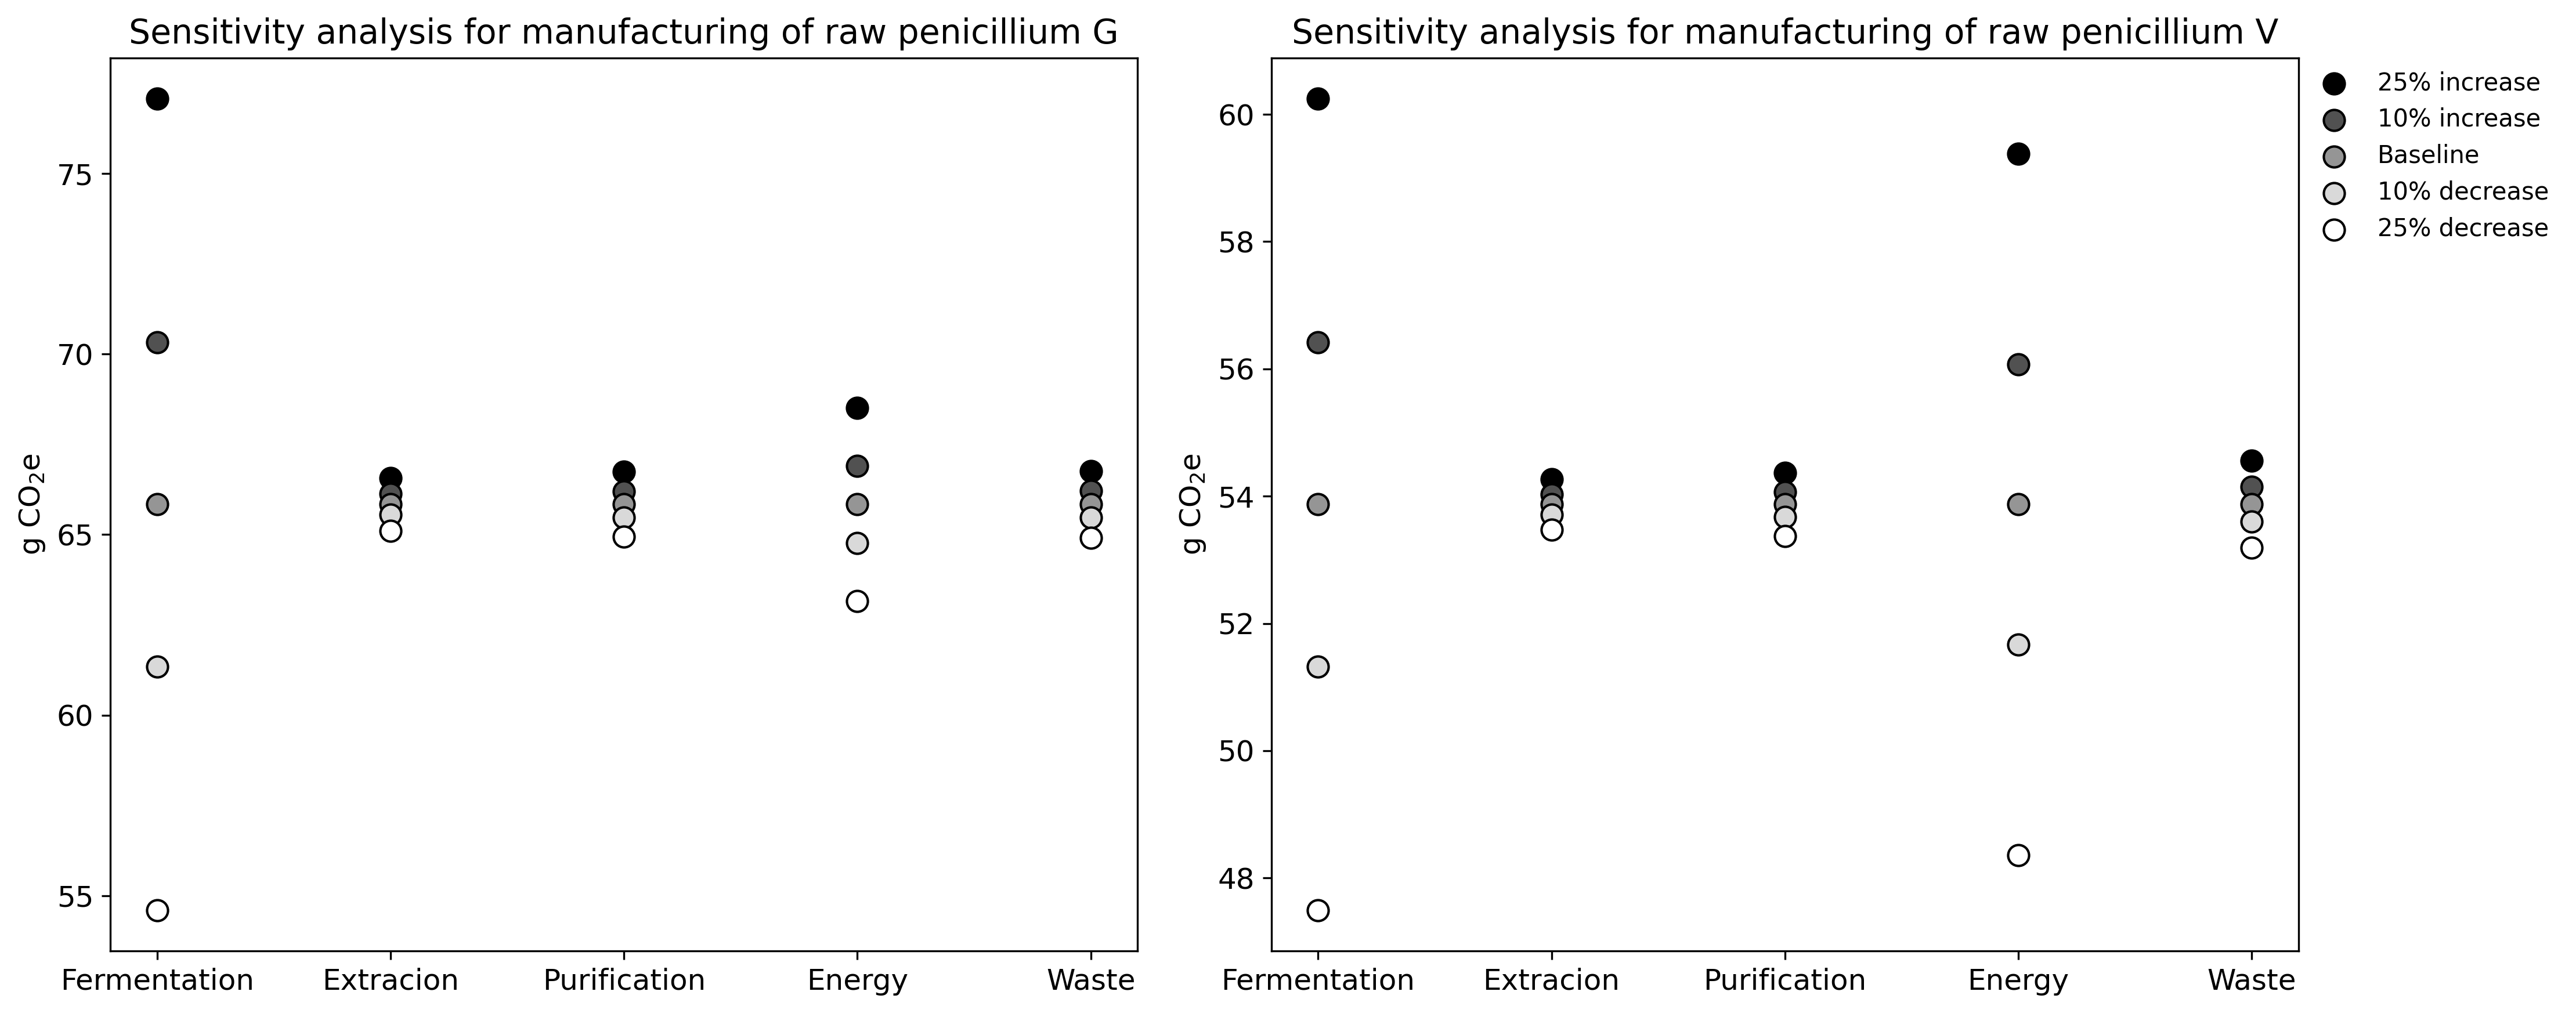 Sensitivity analysis for manufacturing of raw penicillium G
g CO₂e
75
70
65
60
55
Fermentation
Extracion
Purification
Energy
Waste
Sensitivity analysis for manufacturing of raw penicillium V
g CO₂e
60
58
56
54
52
50
48
Fermentation
Extracion
Purification
Energy
Waste
25% increase
10% increase
Baseline
10% decrease
25% decrease